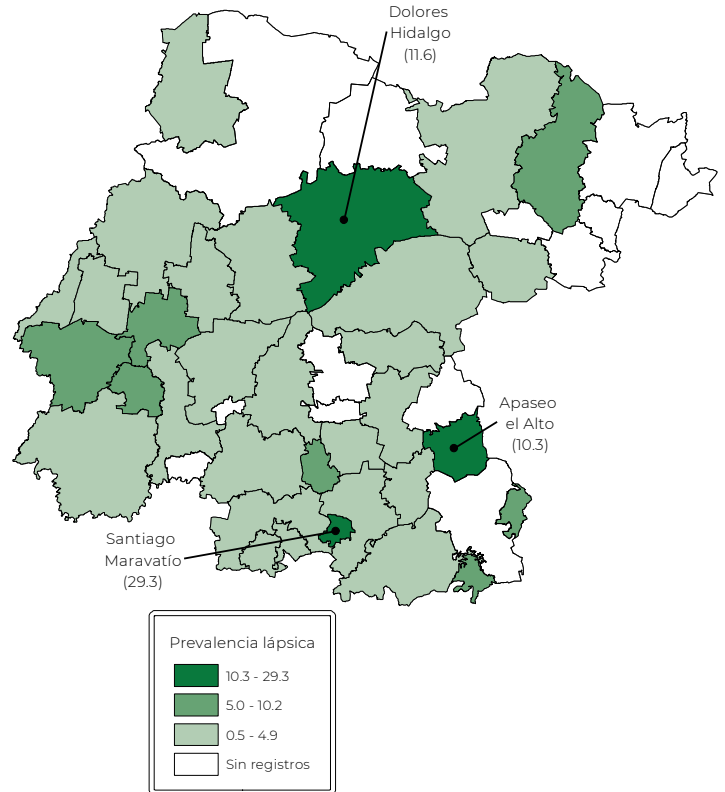 Dolores
Hidalgo
(11.6)
Apaseo
el Alto
(10.3)
Santiago
Maravatío
(29.3)
Prevalencia lápsica
10.3 - 29.3
5.0 - 10.2
0.5 - 4.9
Sin registros